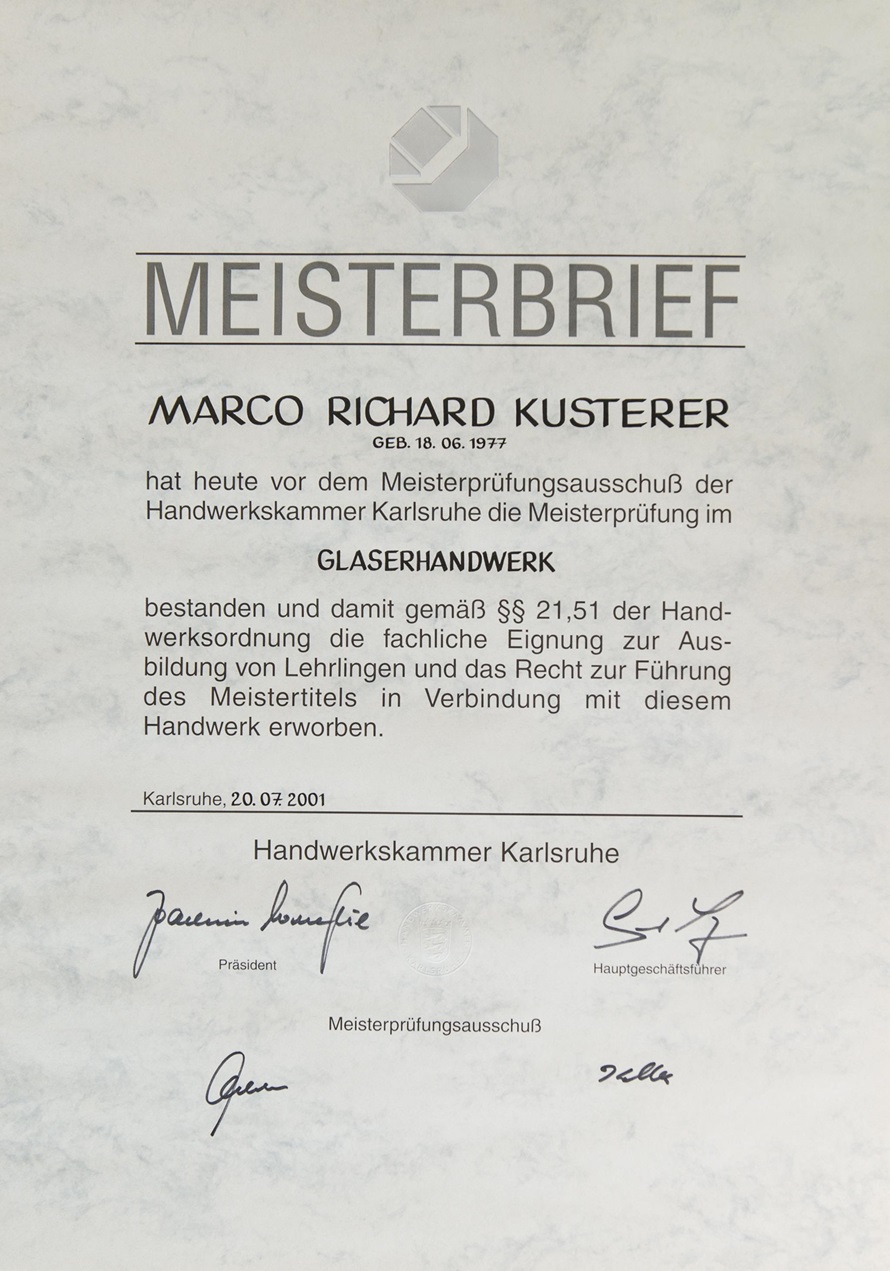 MEISTERBRIEF
MARCO RICHARD KUSTERER
GEB. 18. 06. 1977
hat heute vor dem Meisterprüfungsausschuß der
Handwerkskammer Karlsruhe die Meisterprüfung im
GLASERHANDWERK
bestanden und damit gemäß §§ 21,51 der Hand-
werksordnung die fachliche Eignung zur Aus-
bildung von Lehrlingen und das Recht zur Führung
des Meistertitels in Verbindung mit diesem
Handwerk erworben.
Karlsruhe, 20. 07. 2001
Handwerkskammer Karlsruhe
Präsident
Hauptgeschäftsführer
Meisterprüfungsausschuß